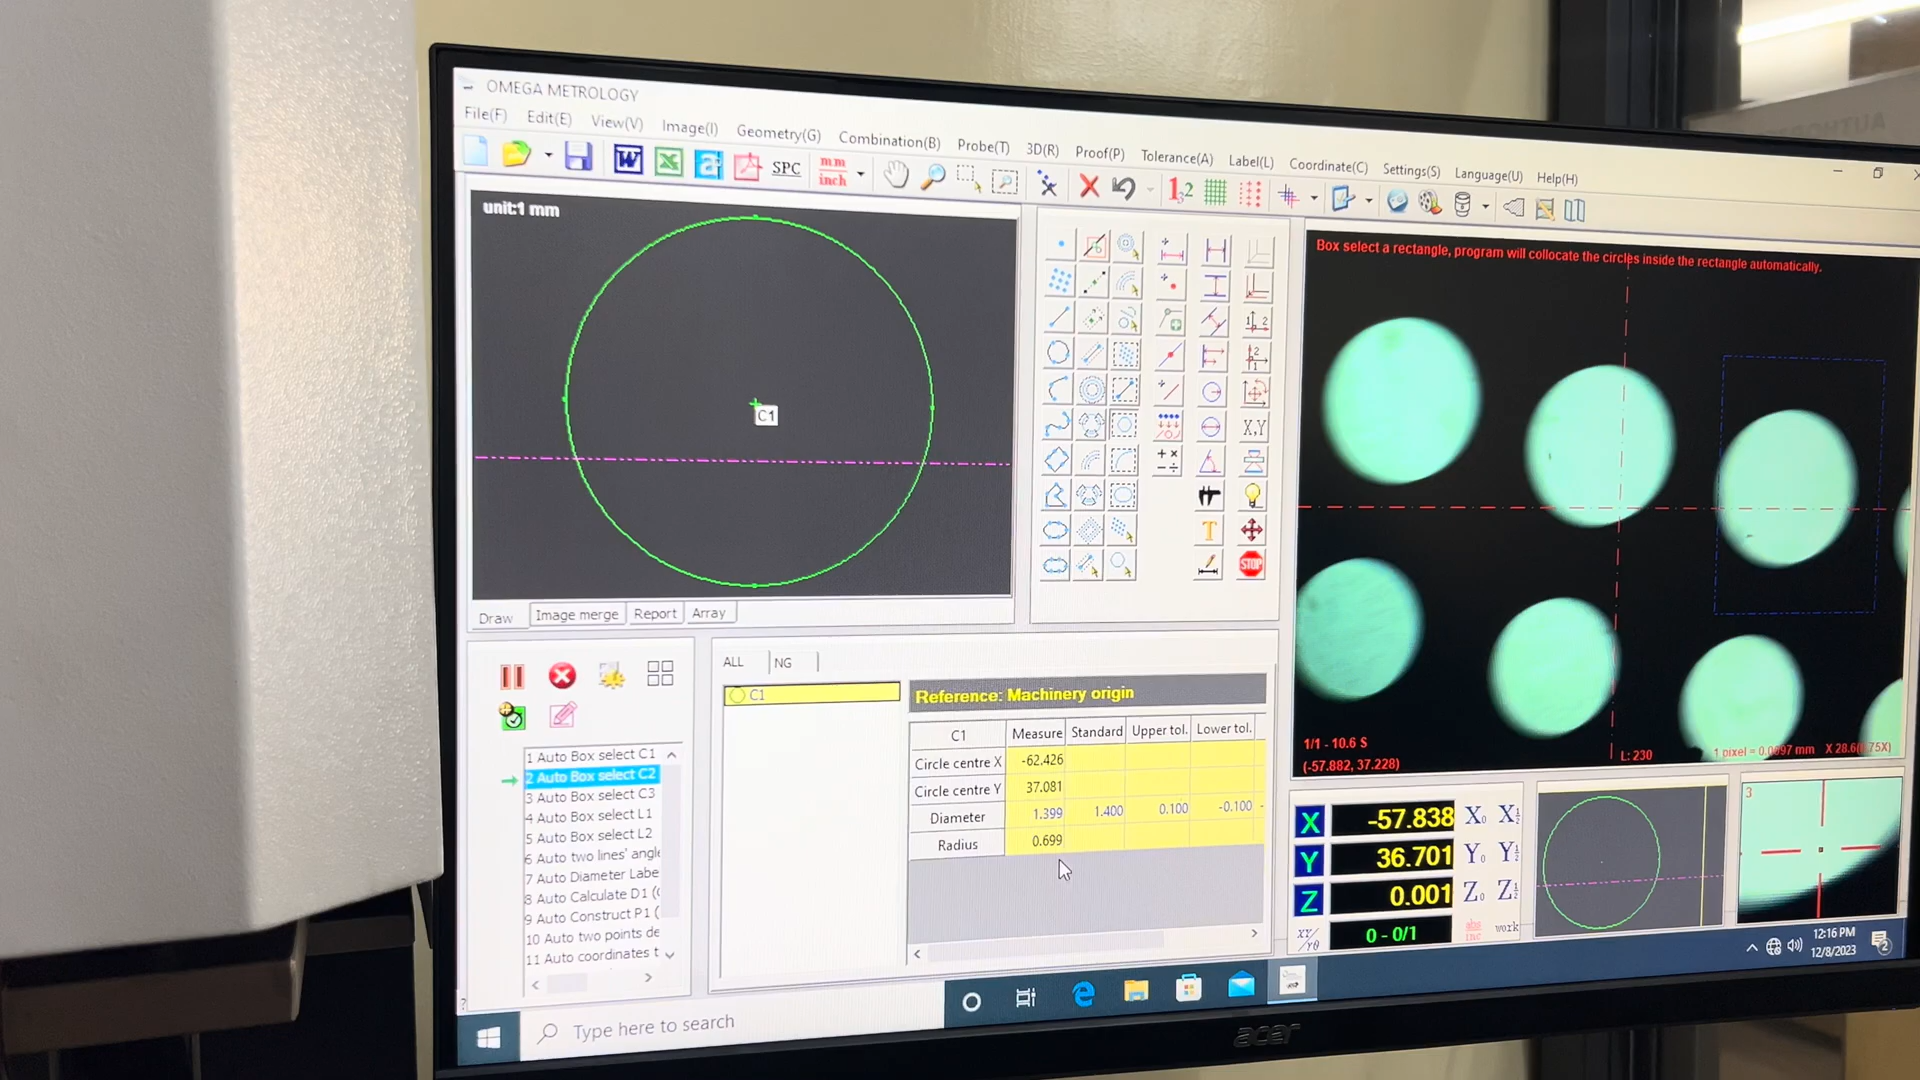 OMEGA METROLOGY
File(F) Edit(E) View(V) Image(I) Geometry(G) Combination(B) Probe(T) 3D(R) Proof(P) Tolerance(A) Label(L) Coordinate(C) Settings(S) Language(U) Help(H)
SPC mm inch
unit:1 mm
C1
Draw Image merge Report Array
X,Y
T
STOP
Box select a rectangle, program will collocate the circles inside the rectangle automatically.
1/1 - 10.6 S
(-57.882, 37.228)
L: 230
1 Auto Box select C1
2 Auto Box select C2
3 Auto Box select C3
4 Auto Box select L1
5 Auto Box select L2
6 Auto two lines' angle
7 Auto Diameter Labe
8 Auto Calculate D1 (
9 Auto Construct P1 (
10 Auto two points de
11 Auto coordinates t
ALL NG
C1
Reference: Machinery origin
C1 Measure Standard Upper tol. Lower tol.
Circle centre X -62.426
Circle centre Y 37.081
Diameter 1.399 1.400 0.100 -0.100
Radius 0.699
X -57.838
Y 36.701
Z 0.001
0 - 0/1
abs inc work
3
Type here to search
12:16 PM
12/8/2023
2
acer